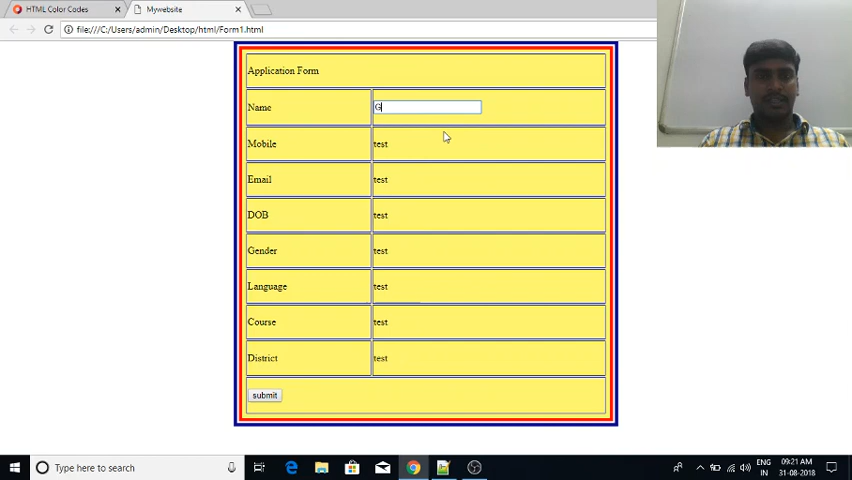 HTML Color Codes
Mywebsite
file:///C:/Users/admin/Desktop/html/Form1.html
Application Form
Name G
Mobile test
Email test
DOB test
Gender test
Language test
Course test
District test
submit
Type here to search
ENG 09:21 AM
IN 31-08-2018